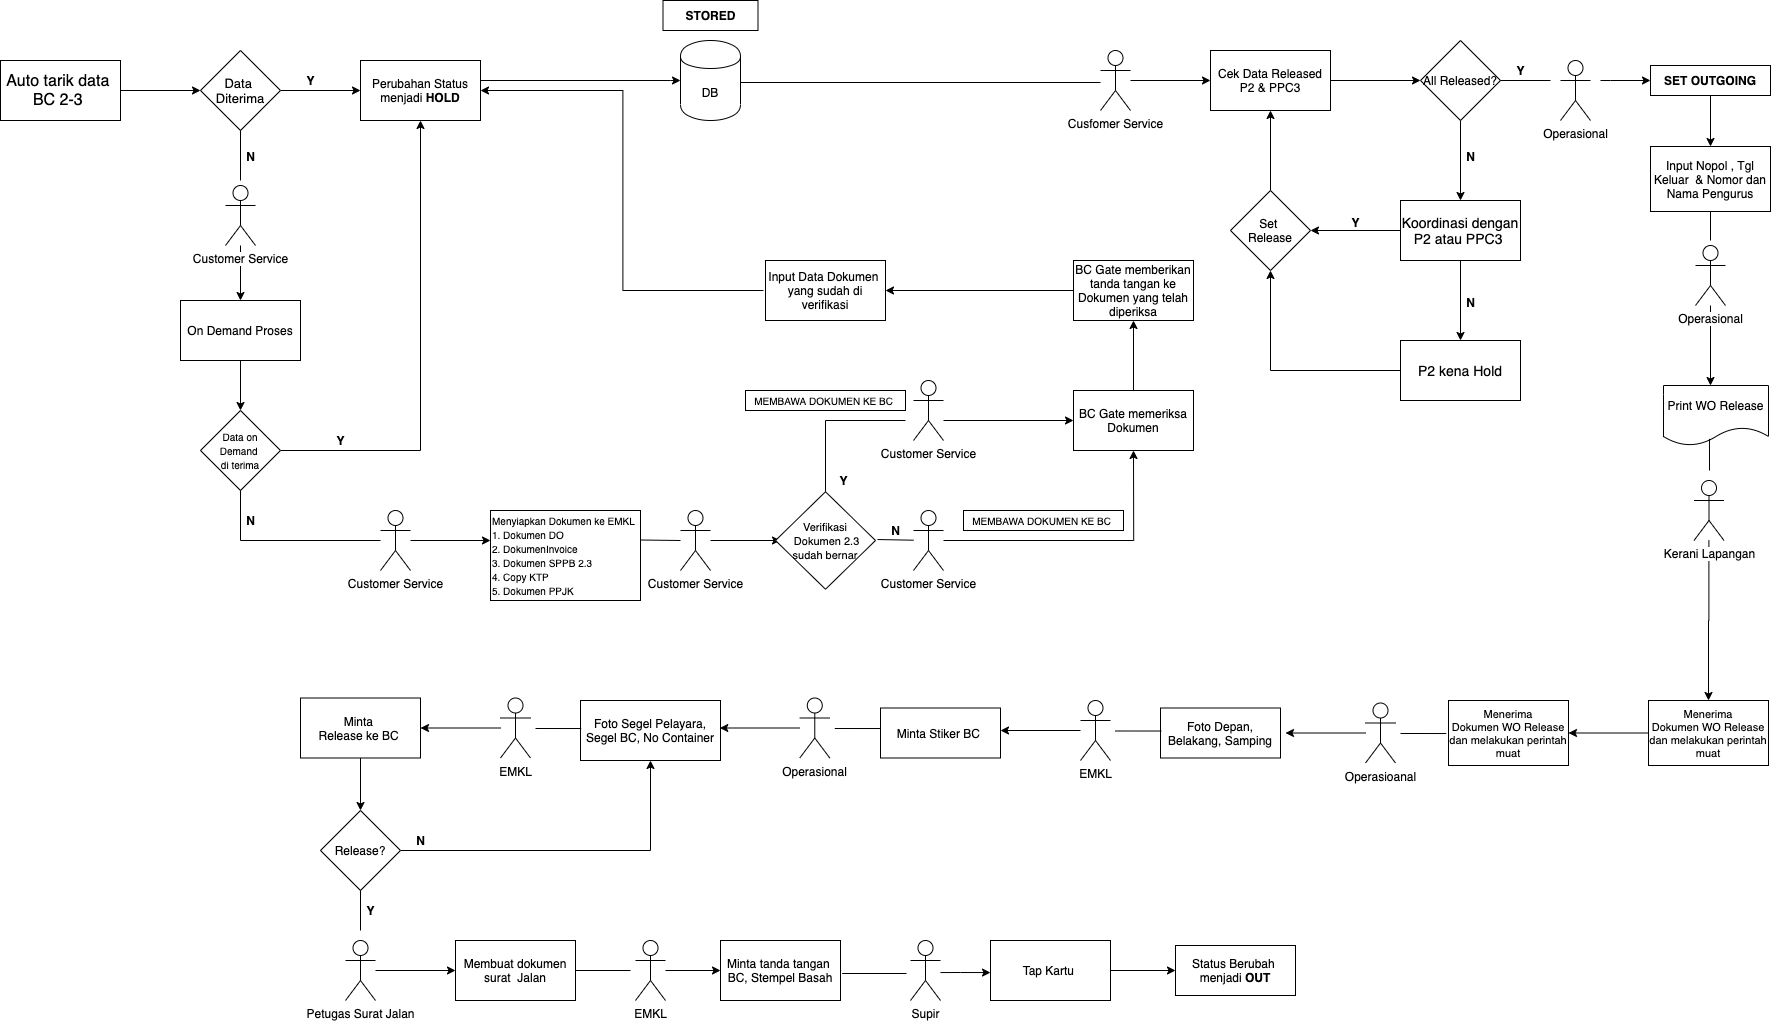 STORED
Auto tarik data
BC 2-3
Data
Diterima
Y
N
Perubahan Status
menjadi HOLD
DB
Cusfomer Service
Cek Data Released
P2 & PPC3
All Released?
Y
N
Operasional
SET OUTGOING
Input Nopol , Tgl
Keluar & Nomor dan
Nama Pengurus
Operasional
Print WO Release
Kerani Lapangan
Koordinasi dengan
P2 atau PPC3
Y
N
Set
Release
P2 kena Hold
Customer Service
On Demand Proses
Data on
Demand
di terima
Y
N
Customer Service
Menyiapkan Dokumen ke EMKL
1. Dokumen DO
2. DokumenInvoice
3. Dokumen SPPB 2.3
4. Copy KTP
5. Dokumen PPJK
Customer Service
Verifikasi
Dokumen 2.3
sudah bernar
Y
N
MEMBAWA DOKUMEN KE BC
Customer Service
MEMBAWA DOKUMEN KE BC
Customer Service
BC Gate memeriksa
Dokumen
BC Gate memberikan
tanda tangan ke
Dokumen yang telah
diperiksa
Input Data Dokumen
yang sudah di
verifikasi
Menerima
Dokumen WO Release
dan melakukan perintah
muat
Menerima
Dokumen WO Release
dan melakukan perintah
muat
Operasioanal
Foto Depan,
Belakang, Samping
EMKL
Minta Stiker BC
Operasional
Foto Segel Pelayara,
Segel BC, No Container
EMKL
Minta
Release ke BC
Release?
N
Y
Petugas Surat Jalan
Membuat dokumen
surat Jalan
EMKL
Minta tanda tangan
BC, Stempel Basah
Supir
Tap Kartu
Status Berubah
menjadi OUT